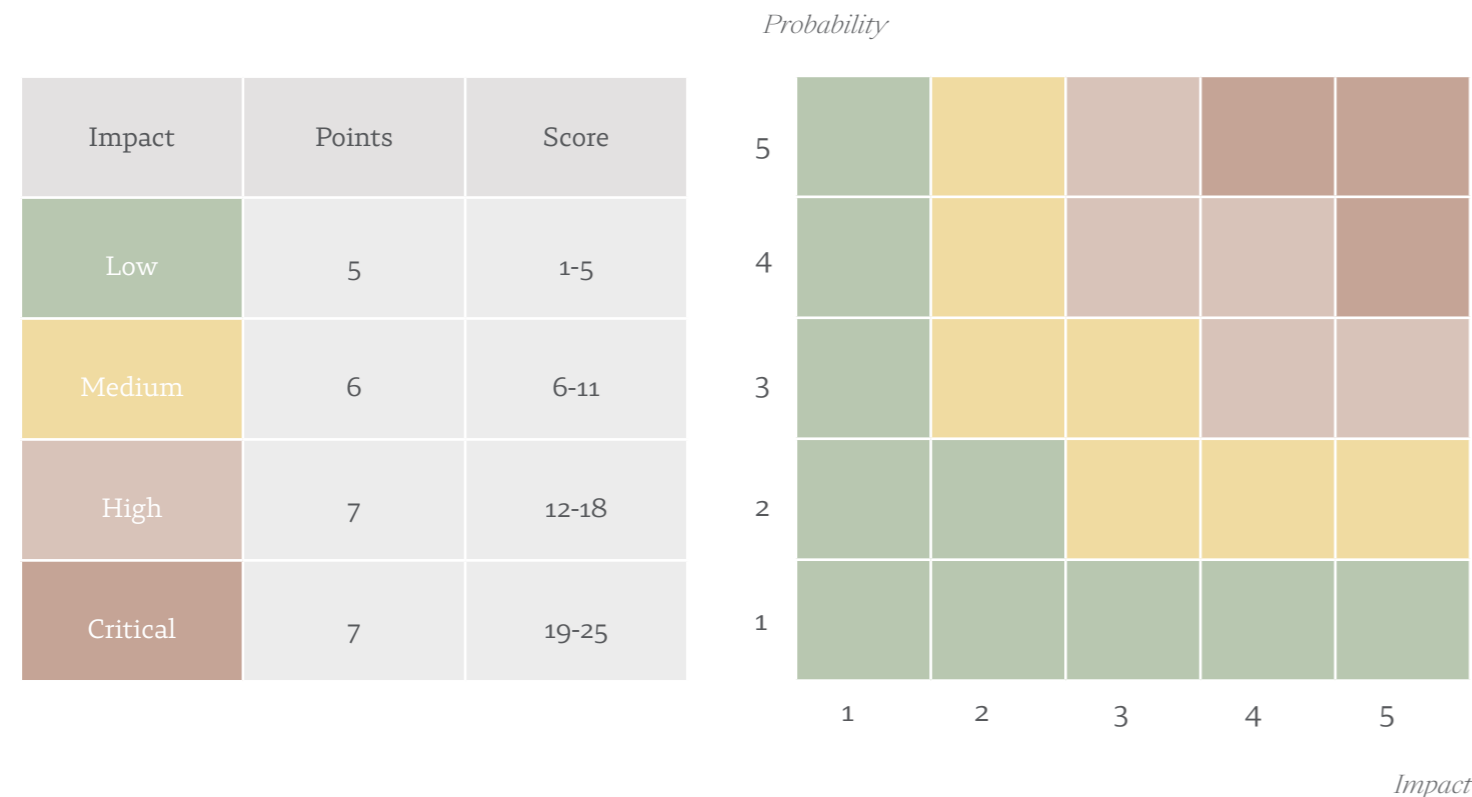 Probability
Impact Points Score
Low 5 1-5
Medium 6 6-11
High 7 12-18
Critical 7 19-25
5
4
3
2
1
1 2 3 4 5
Impact